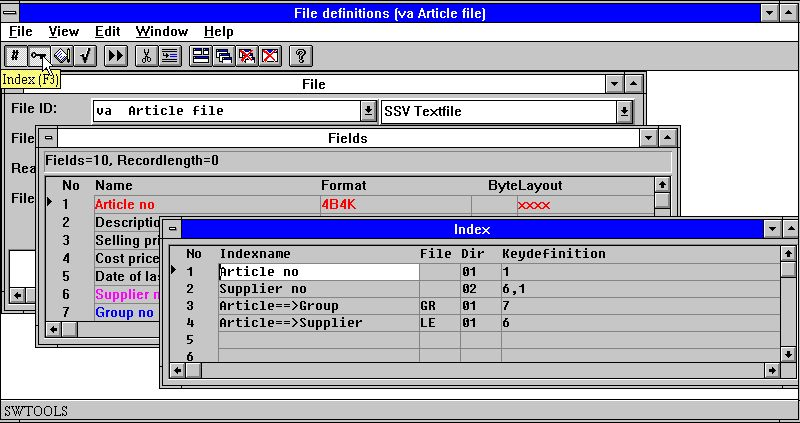 File definitions (va Article file)
File View Edit Window Help
#
?
Index (F3)
File
File ID: va Article file SSV Textfile
File
Rea
File
Fields
Fields=10, Recordlength=0
No Name Format ByteLayout
1 Article no 4B4K xxxx
2 Descriptio
3 Selling pri
4 Cost price
5 Date of las
6 Supplier n
7 Group no
Index
No Indexname File Dir Keydefinition
1 Article no 01 1
2 Supplier no 02 6,1
3 Article==>Group GR 01 7
4 Article==>Supplier LE 01 6
5
6
SWTOOLS